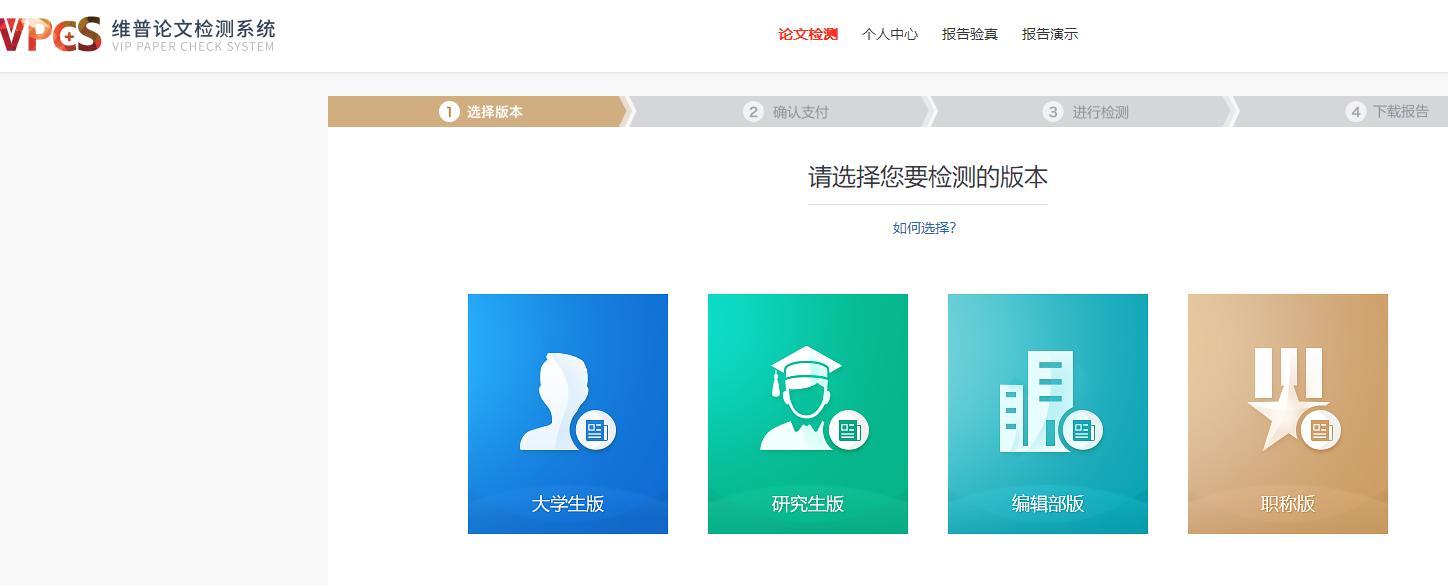 VPCS 维普论文检测系统
VIP PAPER CHECK SYSTEM
论文检测 个人中心 报告验真 报告演示
1 选择版本 2 确认支付 3 进行检测 4 下载报告
请选择您要检测的版本
如何选择?
大学生版 研究生版 编辑部版 职称版